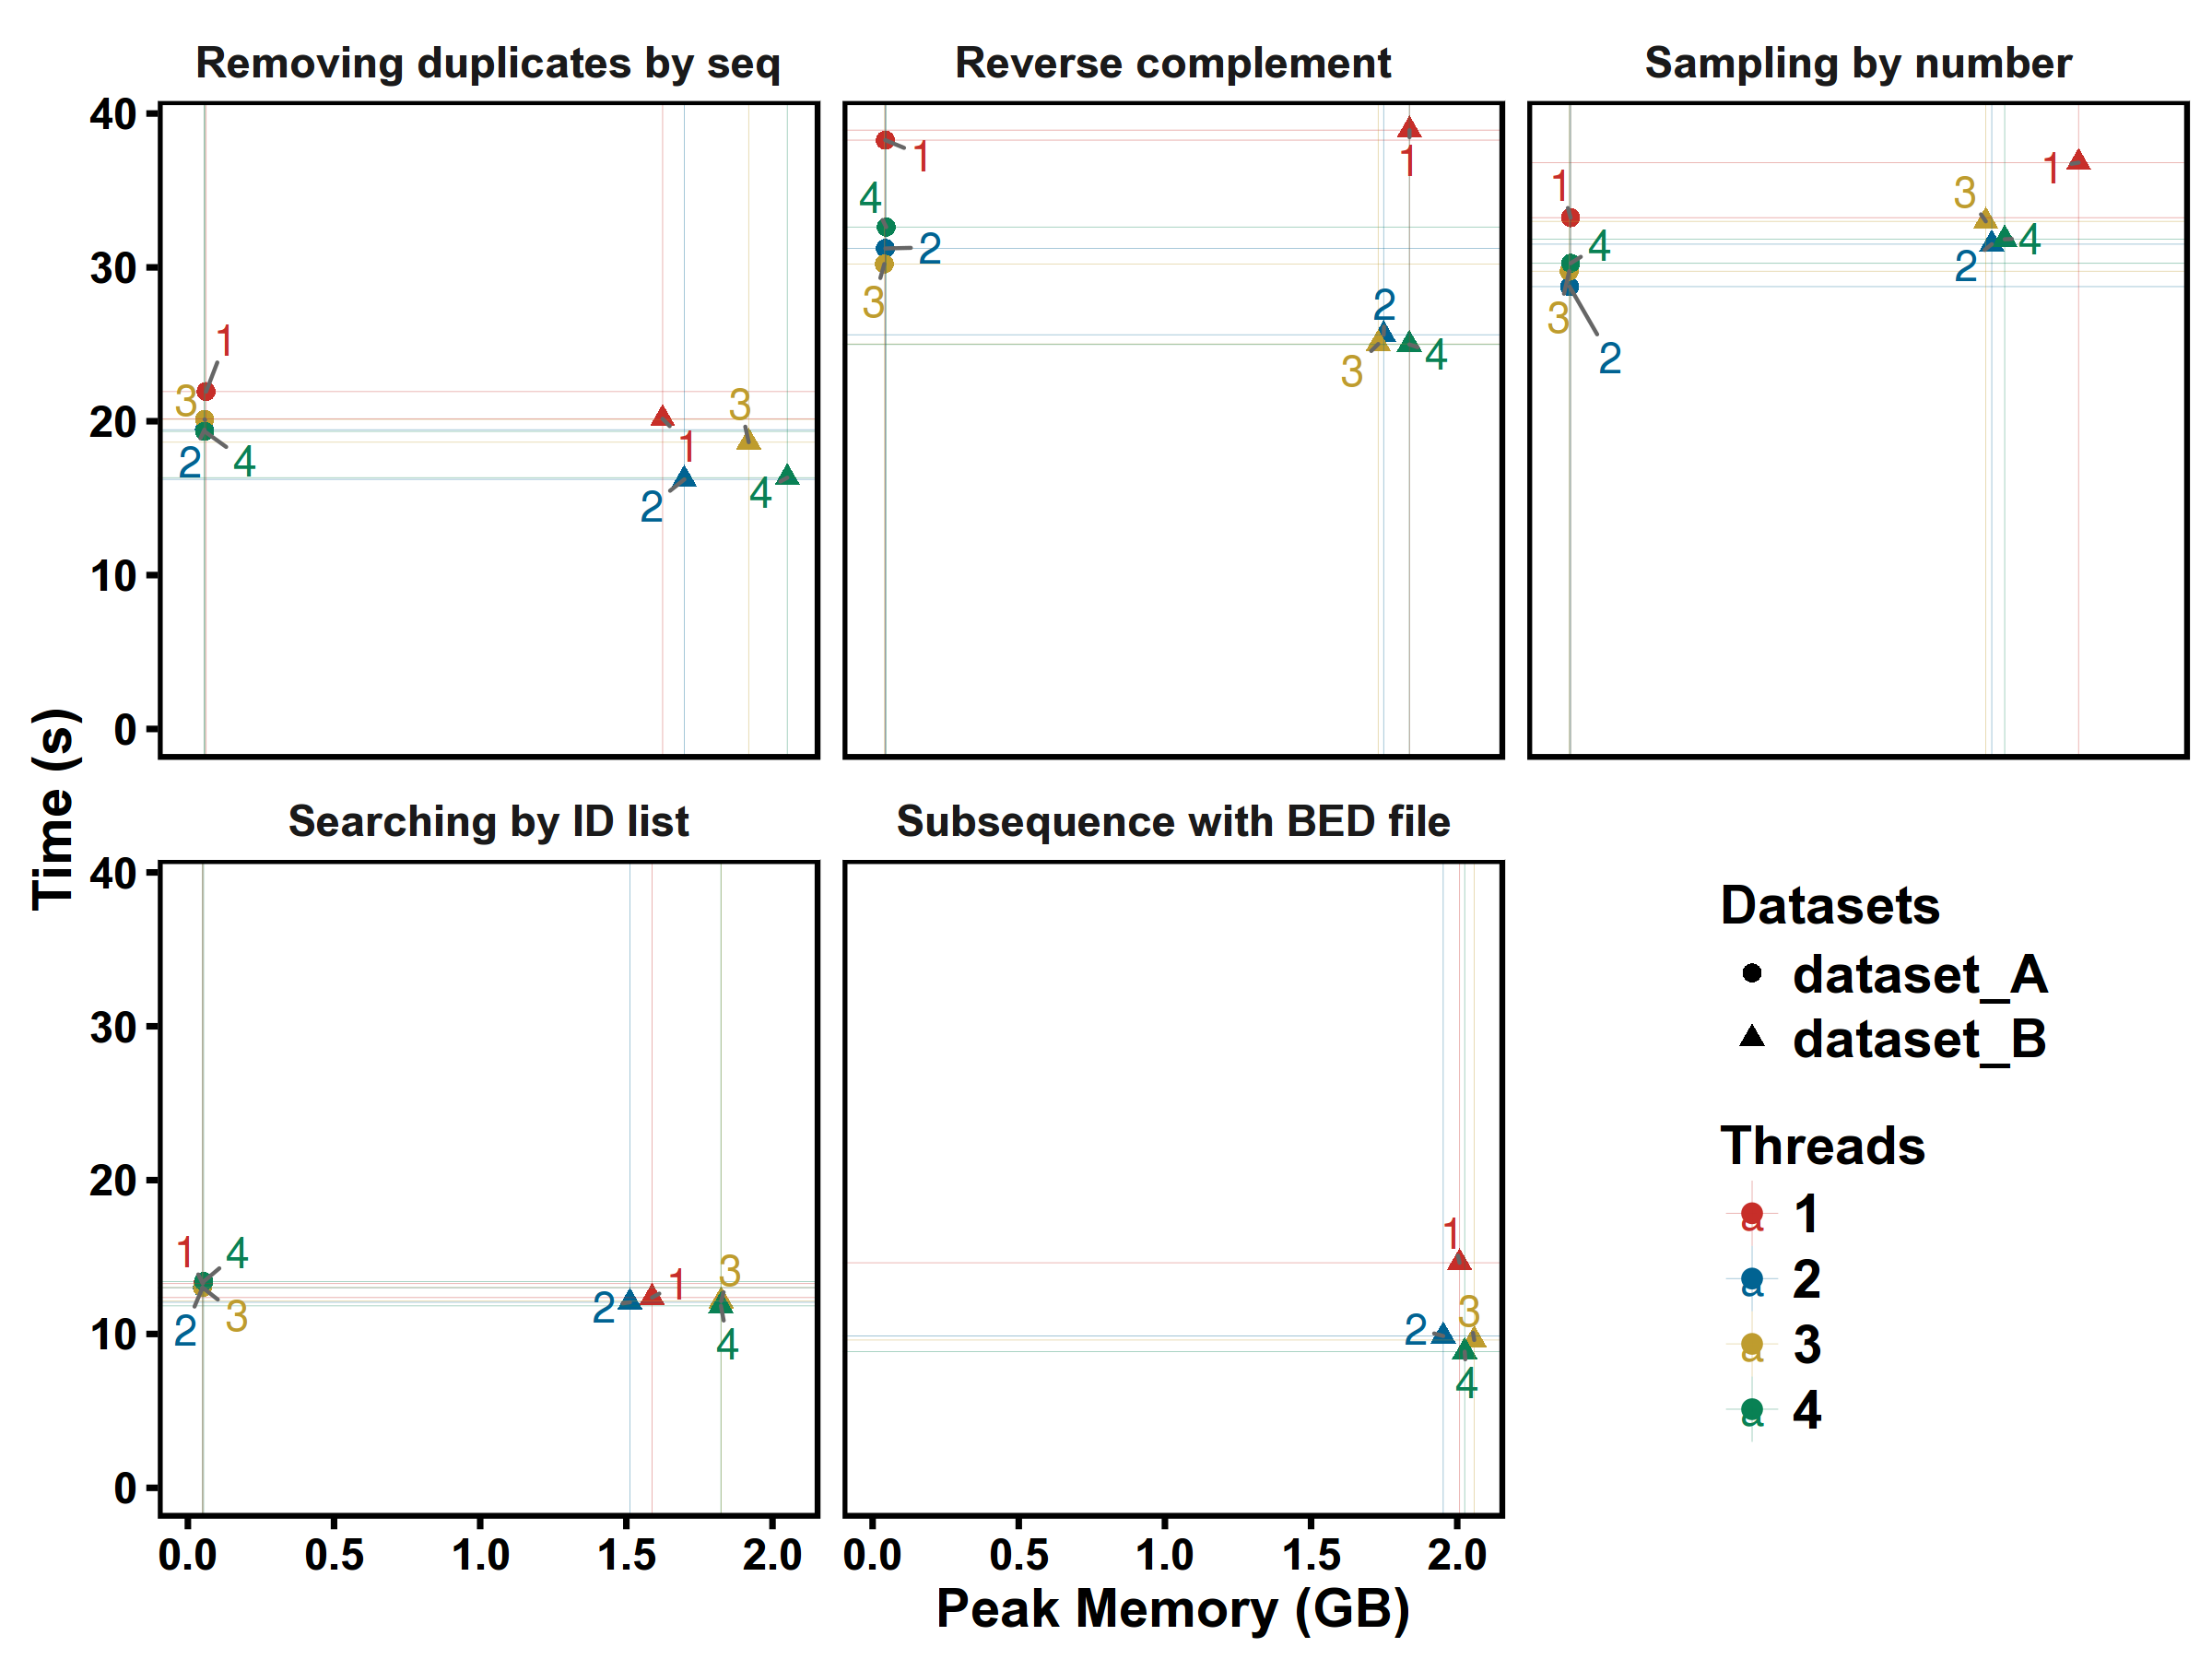 Removing duplicates by seq
Reverse complement
Sampling by number
40
30
20
10
0
1
3
2
4
1
2
3
4
1
4
2
3
1
2
3
4
1
4
3
2
3
1
2
4
Time (s)
Searching by ID list
Subsequence with BED file
40
30
20
10
0
1
4
2
3
2
1
3
4
1
2
3
4
0.0 0.5 1.0 1.5 2.0
0.0 0.5 1.0 1.5 2.0
Peak Memory (GB)
Datasets
dataset_A
dataset_B
Threads
a 1
a 2
a 3
a 4